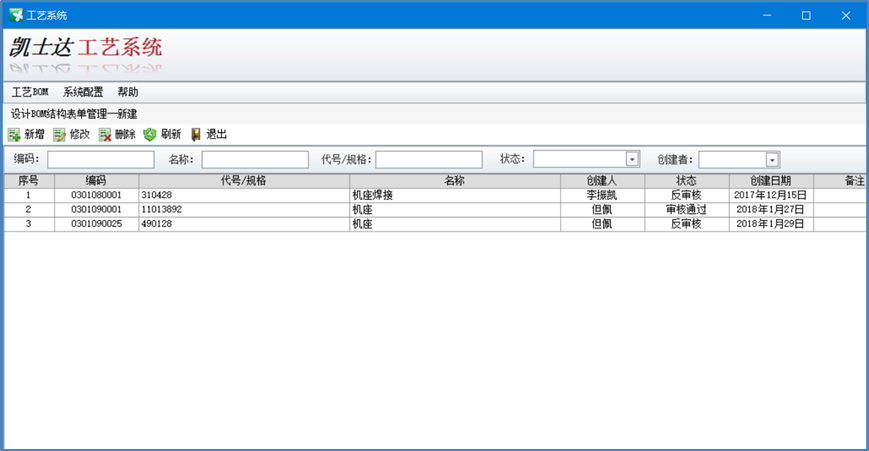 工艺系统
凯士达 工艺系统
工艺BOM 系统配置 帮助
设计BOM结构表单管理—新建
新增 修改 删除 刷新 退出
编码: 名称: 代号/规格: 状态: 创建者:
序号 编码 代号/规格 名称 创建人 状态 创建日期 备注
1 0301080001 310428 机座焊接 李振凯 反审核 2017年12月15日
2 0301090001 11013892 机座 但佩 审核通过 2018年1月27日
3 0301090025 490128 机座 但佩 反审核 2018年1月29日